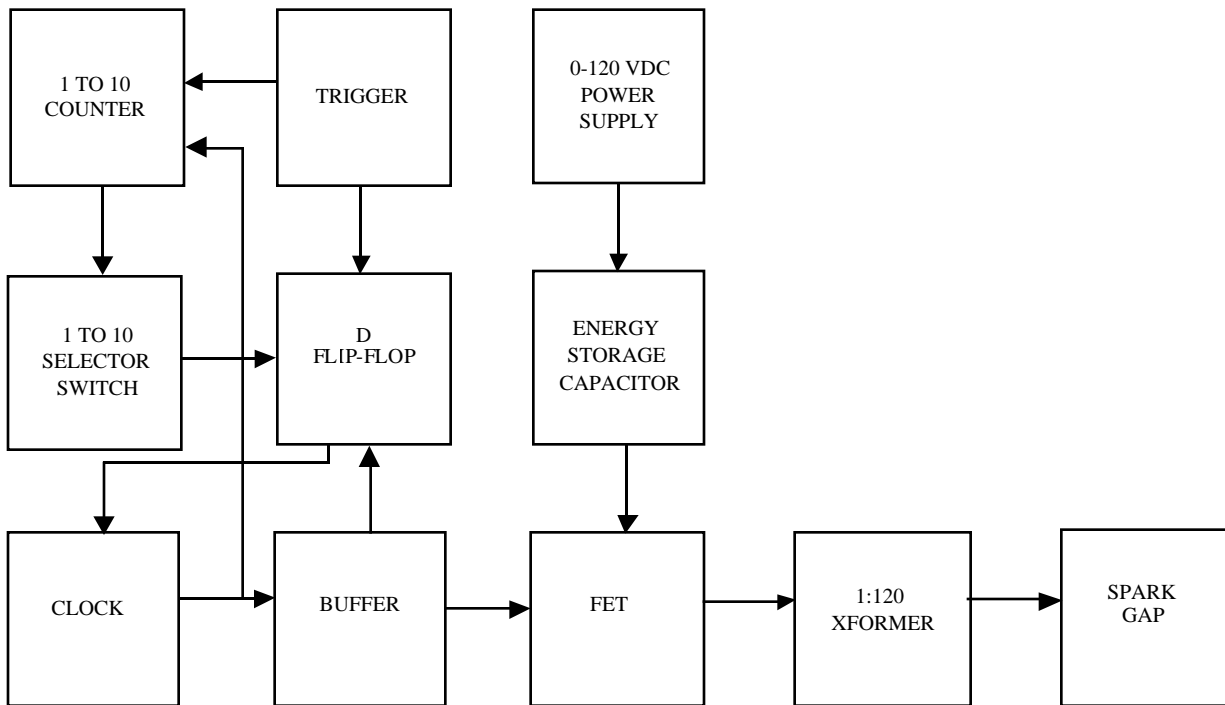 1 TO 10
COUNTER
TRIGGER
0-120 VDC
POWER
SUPPLY
1 TO 10
SELECTOR
SWITCH
D
FLIP-FLOP
ENERGY
STORAGE
CAPACITOR
CLOCK
BUFFER
FET
1:120
XFORMER
SPARK
GAP